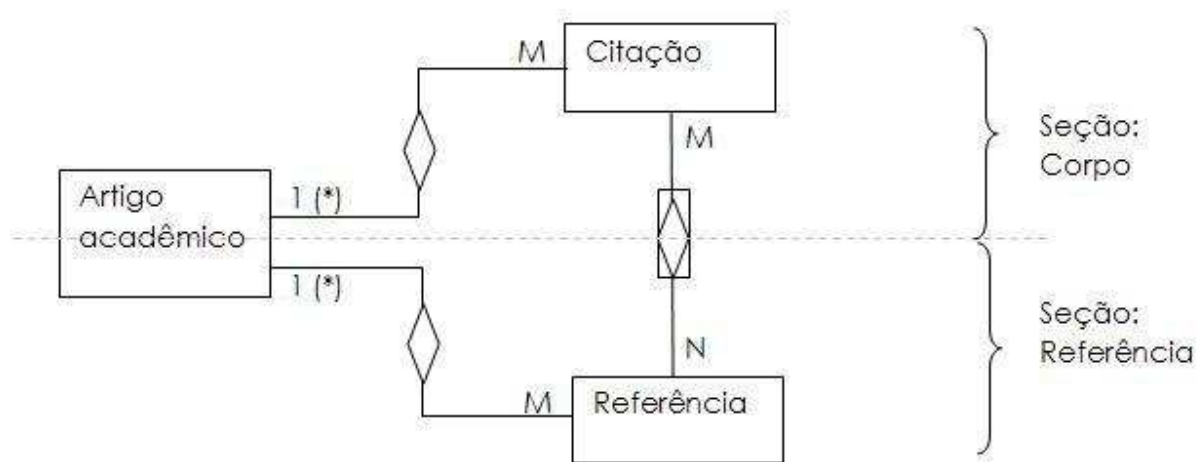 M
Citação
M
Seção:
Corpo
Artigo
acadêmico
1 (*)
1 (*)
N
M
Referência
Seção:
Referência